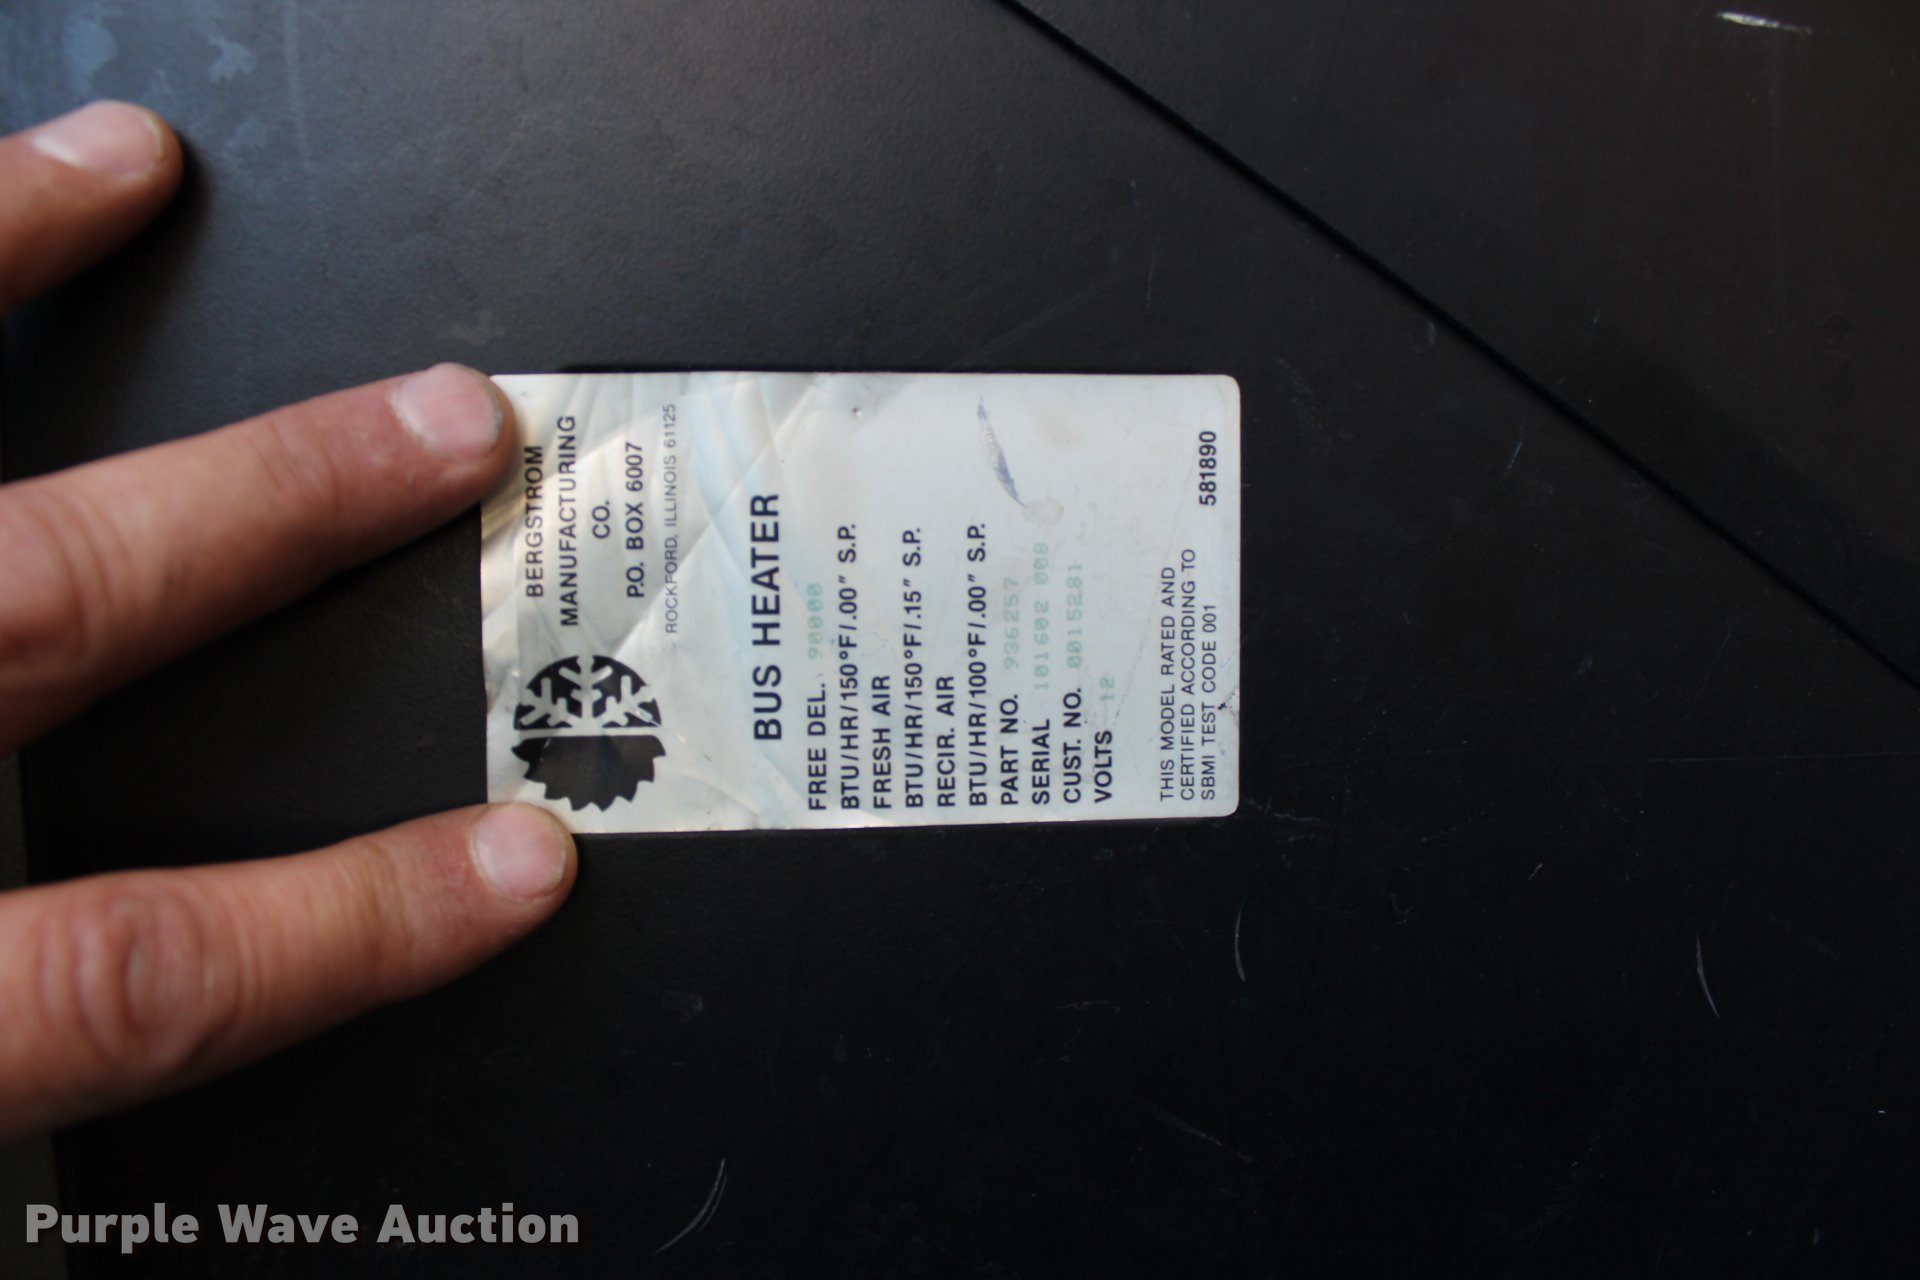 BERGSTROM
MANUFACTURING
CO.
P.O. BOX 6007
ROCKFORD, ILLINOIS 61125
BUS HEATER
FREE DEL. 90000
BTU/HR/150°F/.00" S.P.
FRESH AIR
BTU/HR/150°F/.15" S.P.
RECIR. AIR
BTU/HR/100°F/.00" S.P.
PART NO. 936257
SERIAL 101602 008
CUST. NO. 0015281
VOLTS 12
THIS MODEL RATED AND
CERTIFIED ACCORDING TO
SBMI TEST CODE 001 581890
Purple Wave Auction